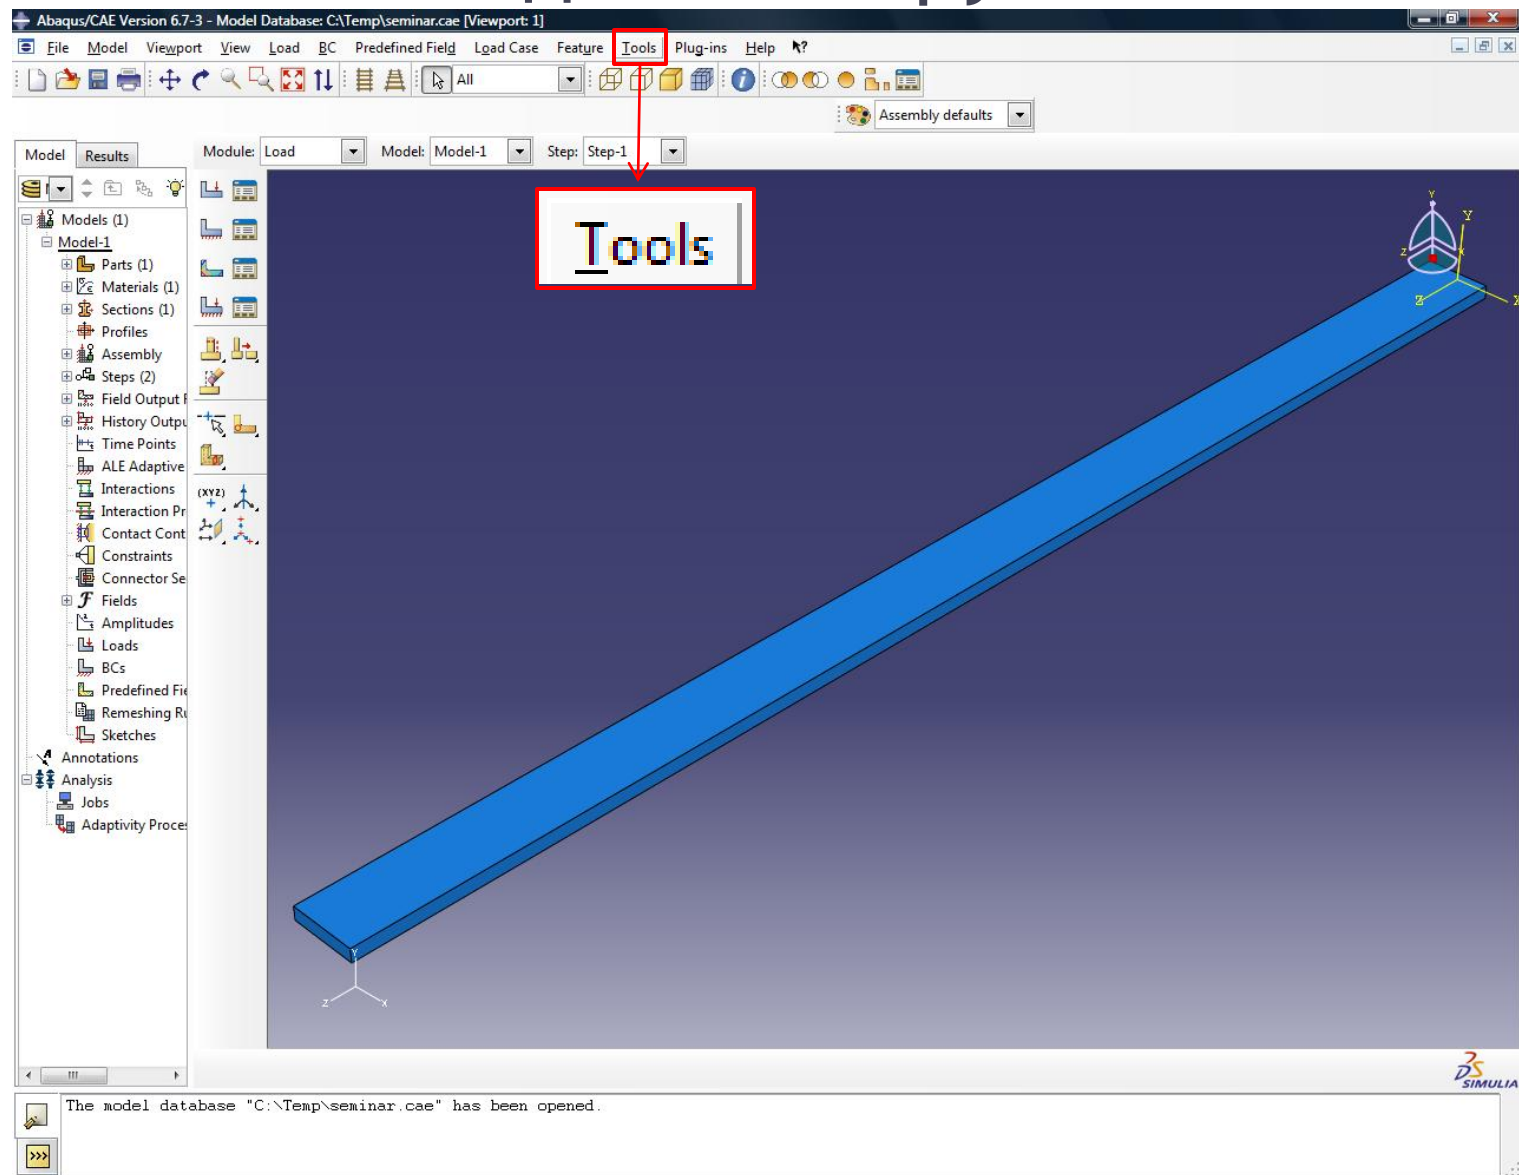 Abaqus/CAE Version 6.7-3 - Model Database: C:\Temp\seminar.cae [Viewport: 1]
File Model Viewport View Load BC Predefined Field Load Case Feature Tools Plug-ins Help
All
Assembly defaults
Model Results
Module: Load Model: Model-1 Step: Step-1
Tools
Models (1)
Model-1
Parts (1)
Materials (1)
Sections (1)
Profiles
Assembly
Steps (2)
Field Output
History Outpu
Time Points
ALE Adaptive
Interactions
Interaction Pr
Contact Cont
Constraints
Connector Se
Fields
Amplitudes
Loads
BCs
Predefined Fie
Remeshing Ru
Sketches
Annotations
Analysis
Jobs
Adaptivity Proce
(XYZ)
Y
Y
Z
X
Z
X
Y
Z
X
SIMULIA
The model database "C:\Temp\seminar.cae" has been opened.
>>>